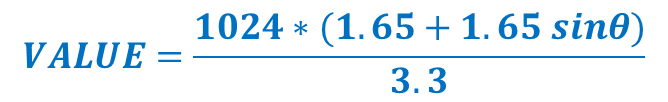 VALUE = 1024 * (1.65 + 1.65 sinθ) / 3.3